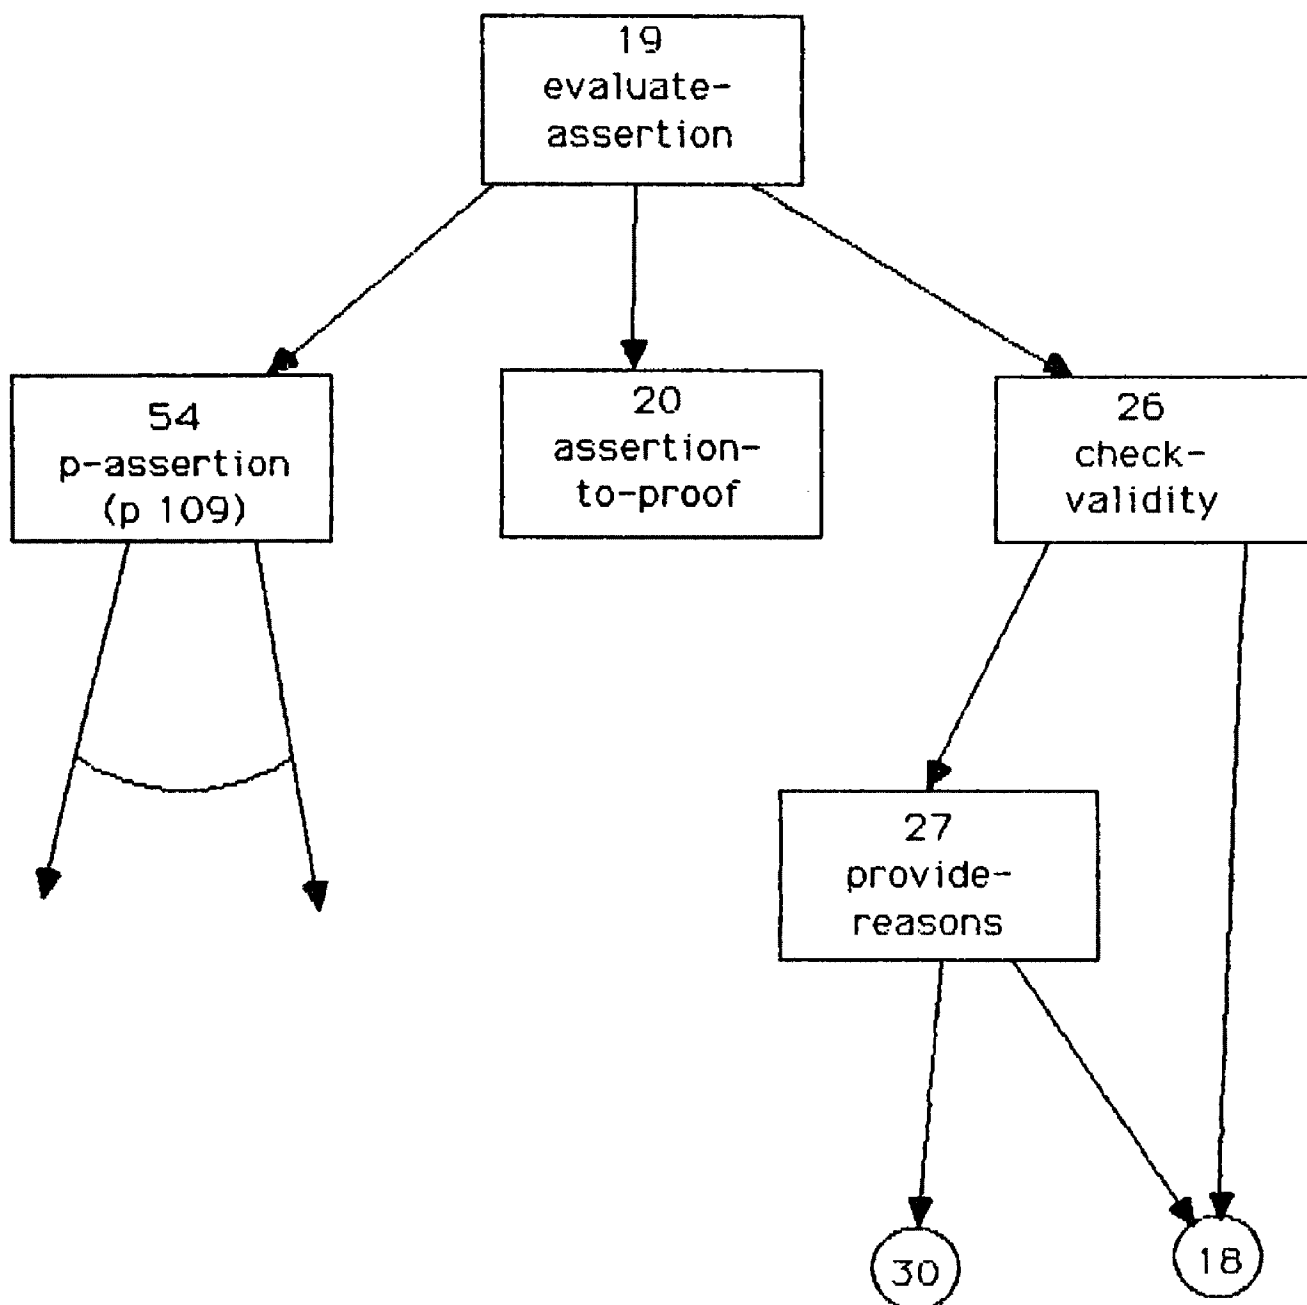 19
evaluate-
assertion
54
p-assertion
(p 109)
20
assertion-
to-proof
26
check-
validity
27
provide-
reasons
30
18